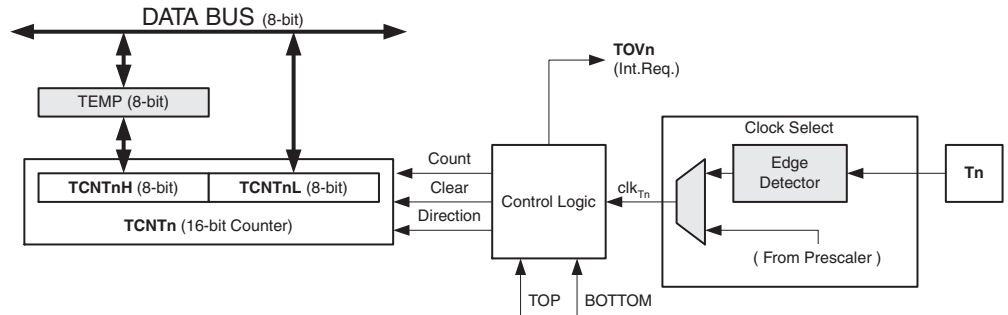 DATA BUS (8-bit)
TOVn
(Int.Req.)
TEMP (8-bit)
Clock Select
Count
Edge
Detector
Tn
TCNTnH (8-bit) TCNTnL (8-bit)
Clear
Control Logic
clkTn
TCNTn (16-bit Counter)
Direction
( From Prescaler )
TOP
BOTTOM